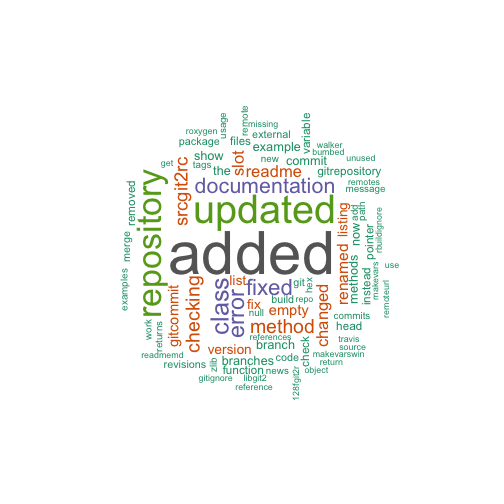 missing
remote
usage
roxygen
package
files
external
variable
example
walker
bumbed
unused
get
tags
show
the
slot
new
commit
readme
gitrepository
remotes
message
srcgit2rc
documentation
removed
merge
repository
updated
added
listing
now
add
path
rbuildignore
pointer
methods
instead
makevars
use
remoteurl
renamed
changed
examples
checking
gitcommit
class
error
list
fixed
git
hex
fix
null
build
repo
empty
method
head
commits
travis
source
work
returns
readmemd
version
references
branch
check
makevarswin
return
revisions
zlib
branches
code
function
news
object
gitignore
libgit2
reference
128fgit2r